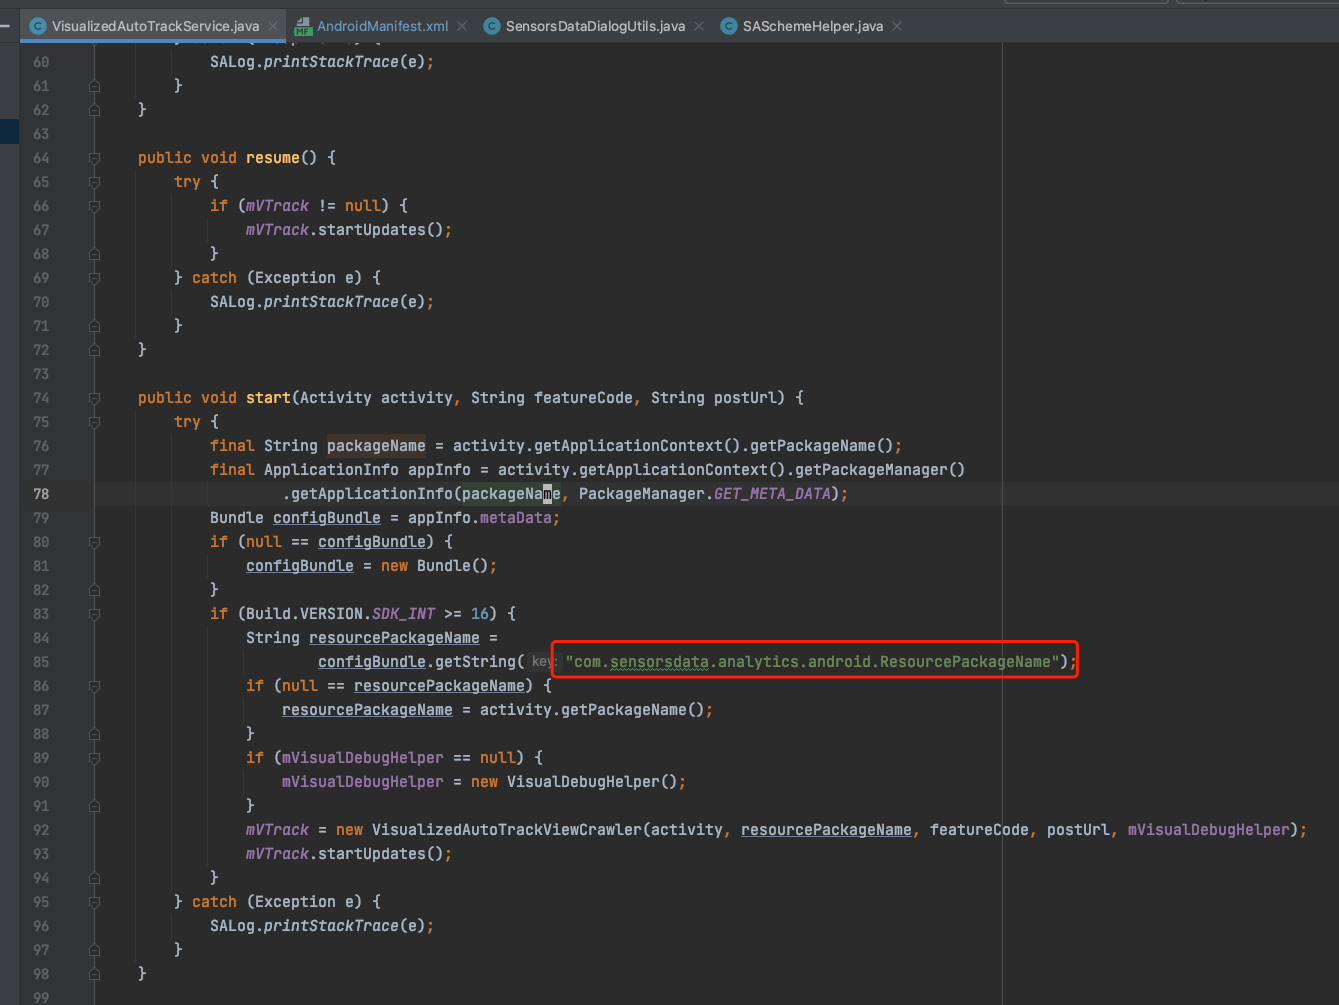 VisualizedAutoTrackService.java AndroidManifest.xml SensorsDataDialogUtils.java SASchemeHelper.java
60 SALog.printStackTrace(e);
61 }
62 }
63
64 public void resume() {
65 try {
66 if (mVTrack != null) {
67 mVTrack.startUpdates();
68 }
69 } catch (Exception e) {
70 SALog.printStackTrace(e);
71 }
72 }
73
74 public void start(Activity activity, String featureCode, String postUrl) {
75 try {
76 final String packageName = activity.getApplicationContext().getPackageName();
77 final ApplicationInfo appInfo = activity.getApplicationContext().getPackageManager()
78 .getApplicationInfo(packageName, PackageManager.GET_META_DATA);
79 Bundle configBundle = appInfo.metaData;
80 if (null == configBundle) {
81 configBundle = new Bundle();
82 }
83 if (Build.VERSION.SDK_INT >= 16) {
84 String resourcePackageName =
85 configBundle.getString( key: "com.sensorsdata.analytics.android.ResourcePackageName");
86 if (null == resourcePackageName) {
87 resourcePackageName = activity.getPackageName();
88 }
89 if (mVisualDebugHelper == null) {
90 mVisualDebugHelper = new VisualDebugHelper();
91 }
92 mVTrack = new VisualizedAutoTrackViewCrawler(activity, resourcePackageName, featureCode, postUrl, mVisualDebugHelper);
93 mVTrack.startUpdates();
94 }
95 } catch (Exception e) {
96 SALog.printStackTrace(e);
97 }
98 }
99